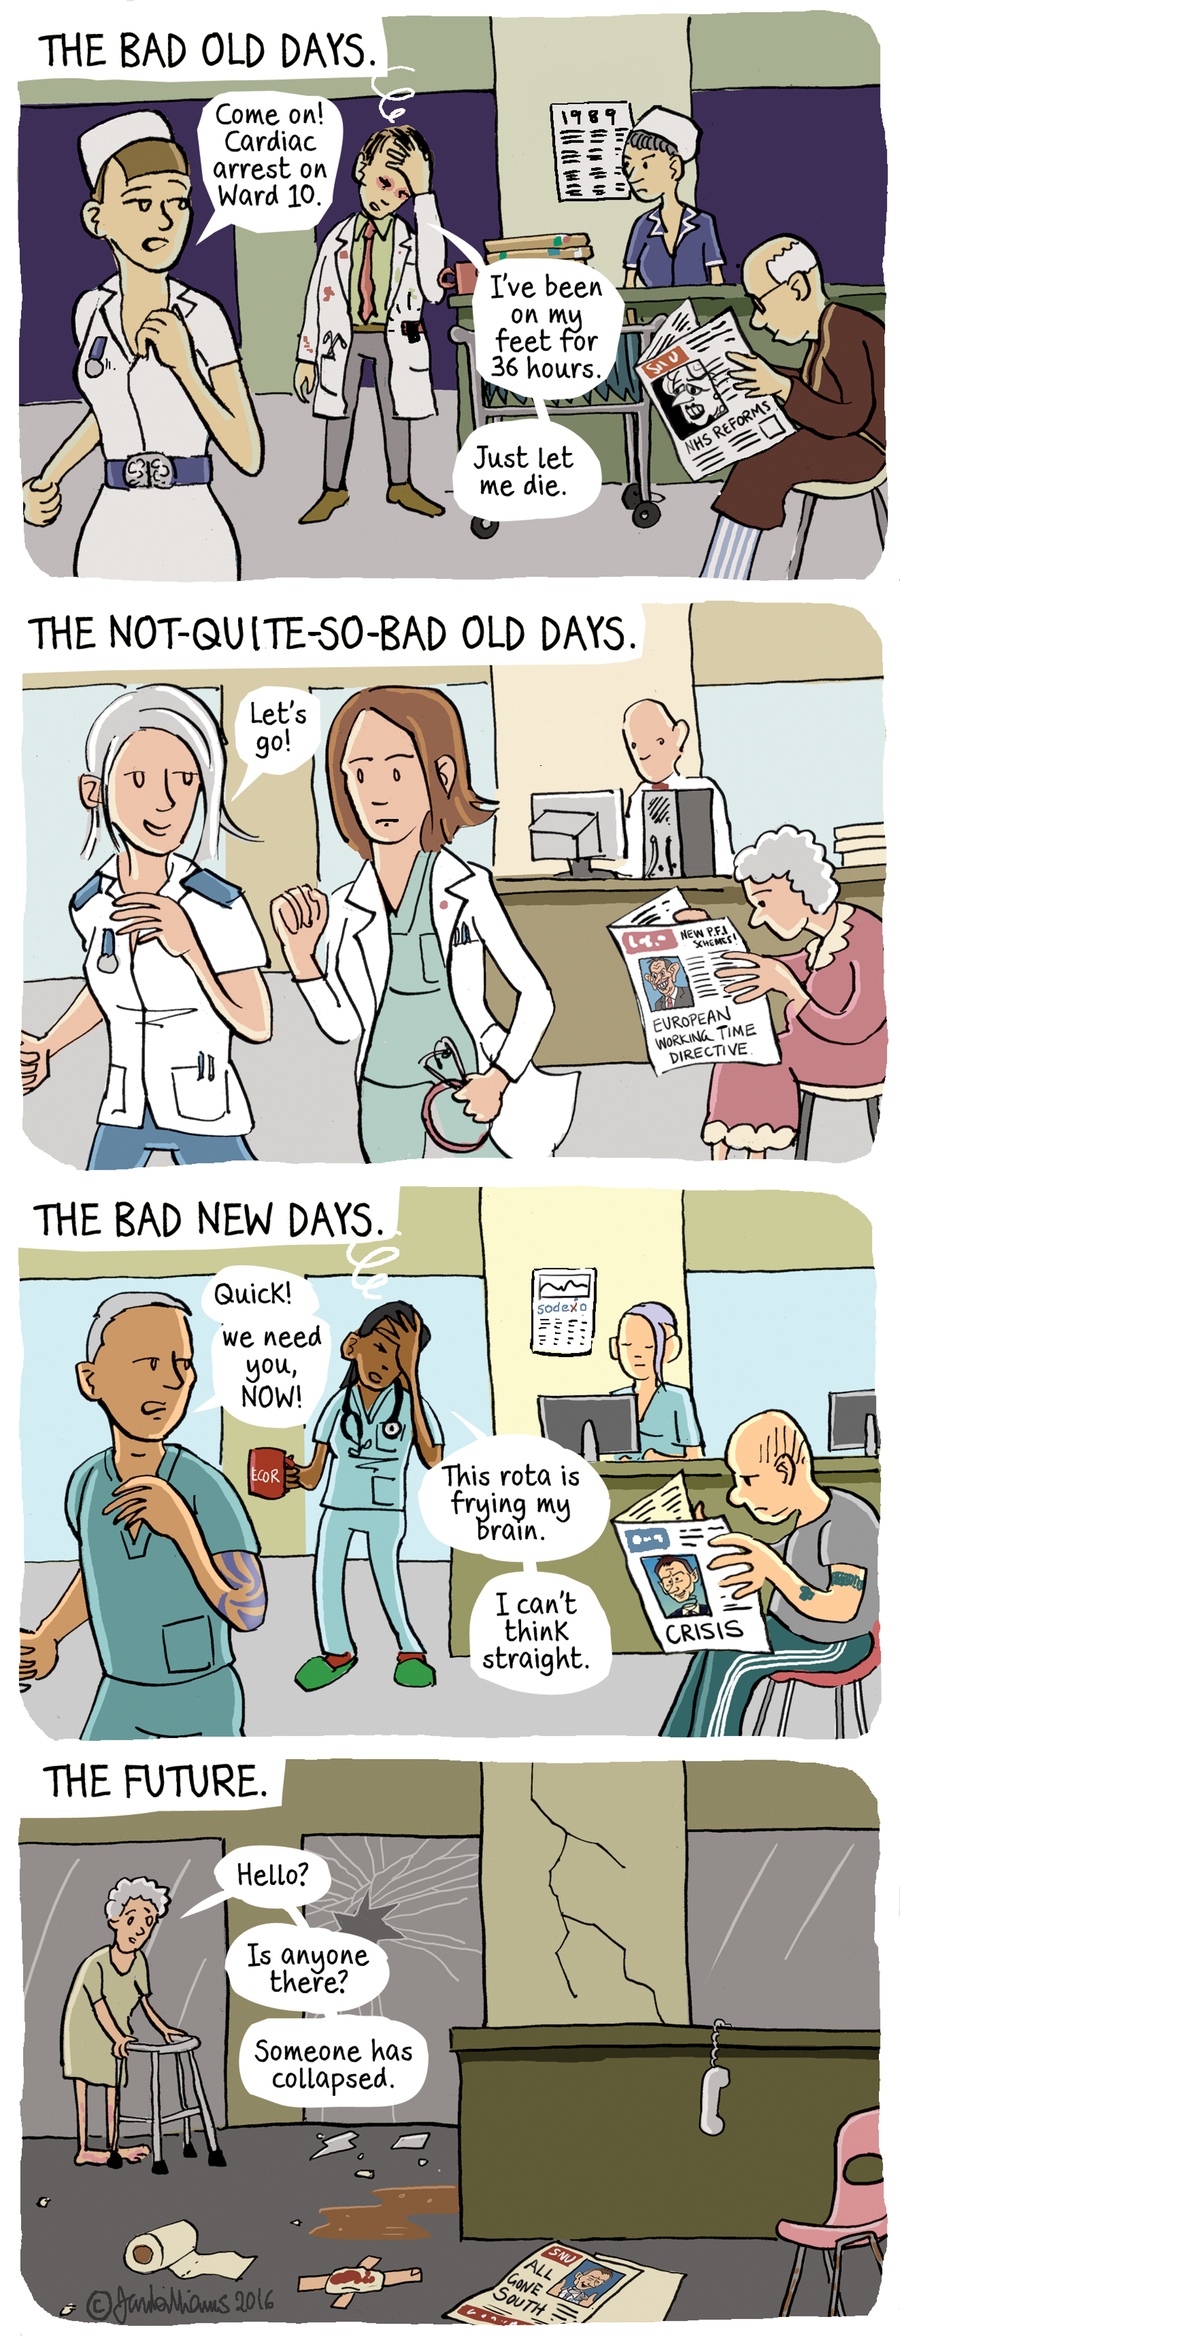 THE BAD OLD DAYS.
Come on!
Cardiac
arrest on
Ward 10.
1989
I've been
on my
feet for
36 hours.
Just let
me die.
NHS REFORMS
THE NOT-QUITE-SO-BAD OLD DAYS.
Let's
go!
NEW P.F.I
SCHEMES!
EUROPEAN
WORKING TIME
DIRECTIVE.
THE BAD NEW DAYS.
Quick!
we need
you,
NOW!
sodexo
ECOR
This rota is
frying my
brain.
I can't
think
straight.
CRISIS
THE FUTURE.
Hello?
Is anyone
there?
Someone has
collapsed.
SNU
ALL
GONE
SOUTH
© 2016